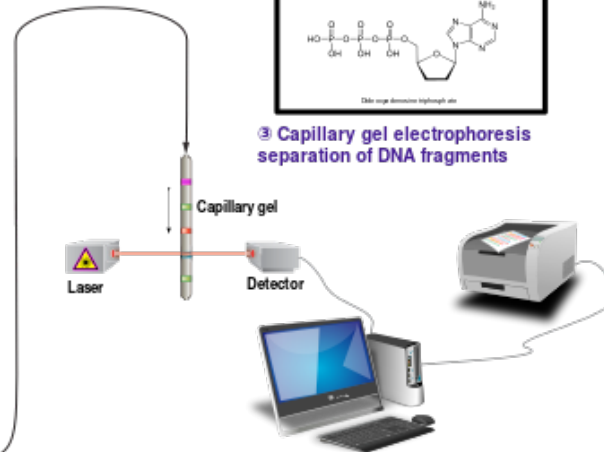 NH₂
N
N
N
N
O
O
O
HO-P-O-P-O-P-O
OH
OH
OH
O
③ Capillary gel electrophoresis
separation of DNA fragments
Capillary gel
Laser
Detector